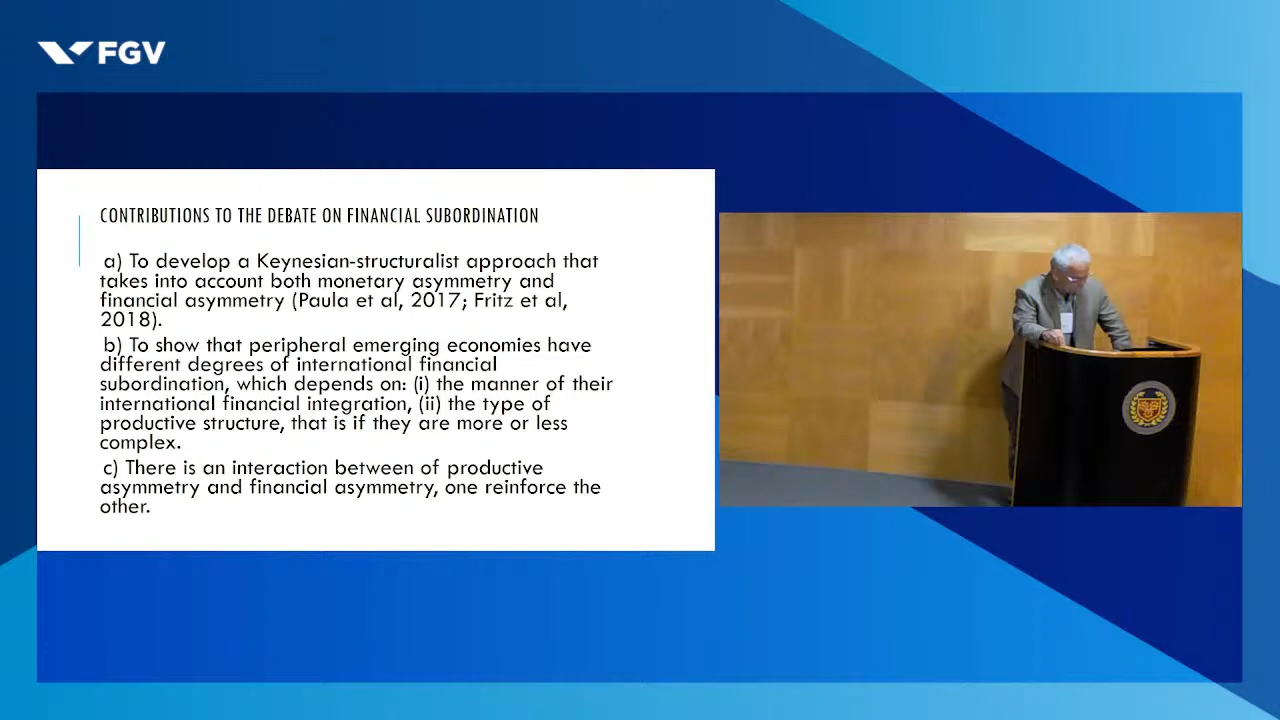 FGV
CONTRIBUTIONS TO THE DEBATE ON FINANCIAL SUBORDINATION
a) To develop a Keynesian-structuralist approach that
takes into account both monetary asymmetry and
financial asymmetry (Paula et al, 2017; Fritz et al,
2018).
b) To show that peripheral emerging economies have
different degrees of international financial
subordination, which depends on: (i) the manner of their
international financial integration, (ii) the type of
productive structure, that is if they are more or less
complex.
c) There is an interaction between of productive
asymmetry and financial asymmetry, one reinforce the
other.